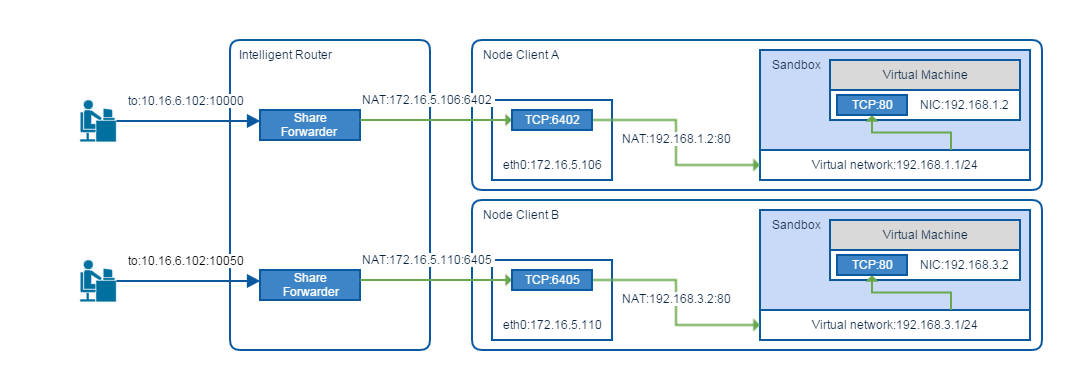 Intelligent Router
Node Client A
Sandbox
Virtual Machine
to:10.16.6.102:10000
NAT:172.16.5.106:6402
TCP:80
NIC:192.168.1.2
Share
Forwarder
TCP:6402
NAT:192.168.1.2:80
eth0:172.16.5.106
Virtual network:192.168.1.1/24
Node Client B
Sandbox
Virtual Machine
to:10.16.6.102:10050
NAT:172.16.5.110:6405
TCP:80
NIC:192.168.3.2
Share
Forwarder
TCP:6405
NAT:192.168.3.2:80
eth0:172.16.5.110
Virtual network:192.168.3.1/24